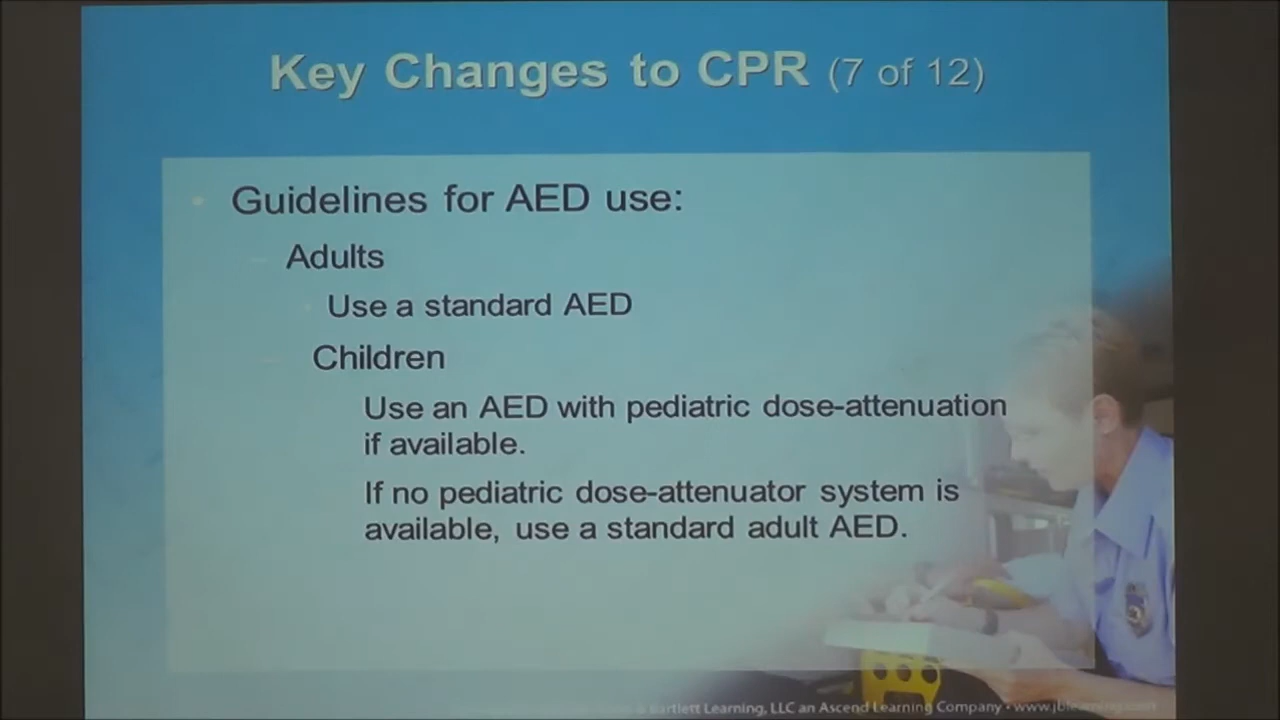 Key Changes to CPR (7 of 12)
Guidelines for AED use:
Adults
Use a standard AED
Children
Use an AED with pediatric dose-attenuation
if available.
If no pediatric dose-attenuator system is
available, use a standard adult AED.
Bartlett Learning, LLC an Ascend Learning Company • www.jblearning.com